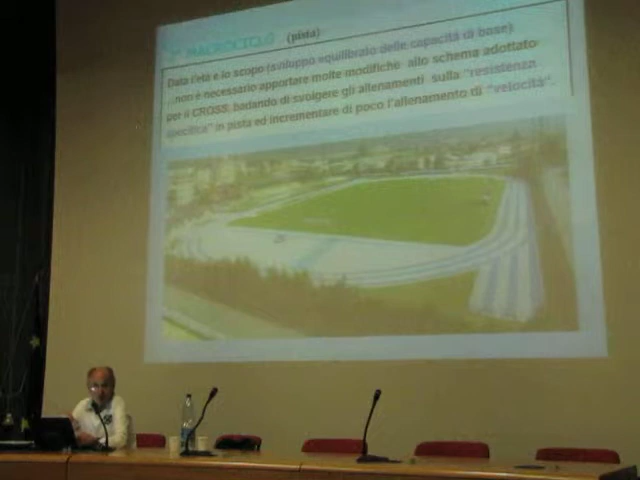 2° MACROCICLO (pista)
Data l'età e lo scopo (sviluppo equilibrato delle capacità di base)
...non è necessario apportare molte modifiche allo schema adottato
per il CROSS, badando di svolgere gli allenamenti sulla "resistenza
specifica" in pista ed incrementare di poco l'allenamento di "velocità".